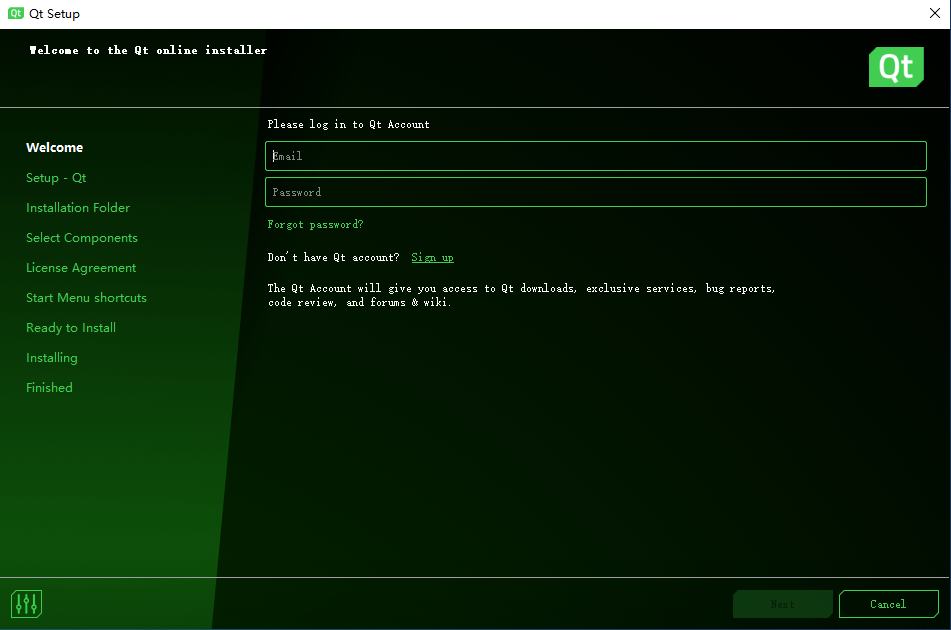 Qt Qt Setup
Welcome to the Qt online installer
Qt
Welcome
Setup - Qt
Installation Folder
Select Components
License Agreement
Start Menu shortcuts
Ready to Install
Installing
Finished
Please log in to Qt Account
Email
Password
Forgot password?
Don't have Qt account? Sign up
The Qt Account will give you access to Qt downloads, exclusive services, bug reports,
code review, and forums & wiki.
Next
Cancel